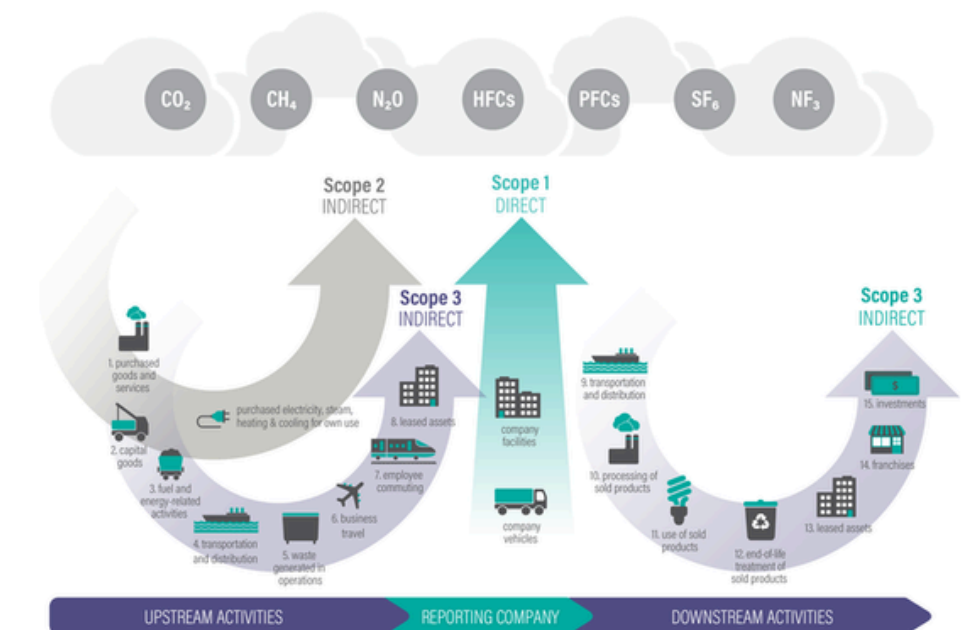 CO₂ CH₄ N₂O HFCs PFCs SF₆ NF₃
Scope 2
INDIRECT
Scope 1
DIRECT
Scope 3
INDIRECT
Scope 3
INDIRECT
1. purchased
goods and
services
2. capital
goods
3. fuel and
energy-related
activities
purchased electricity, steam,
heating & cooling for own use
4. transportation
and distribution
5. waste
generated in
operations
6. business
travel
7. employee
commuting
8. leased assets
company
facilities
company
vehicles
9. transportation
and distribution
10. processing of
sold products
11. use of sold
products
12. end-of-life
treatment of
sold products
13. leased assets
14. franchises
$
15. investments
UPSTREAM ACTIVITIES
REPORTING COMPANY
DOWNSTREAM ACTIVITIES